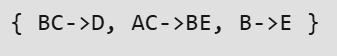 { BC->D, AC->BE, B->E }